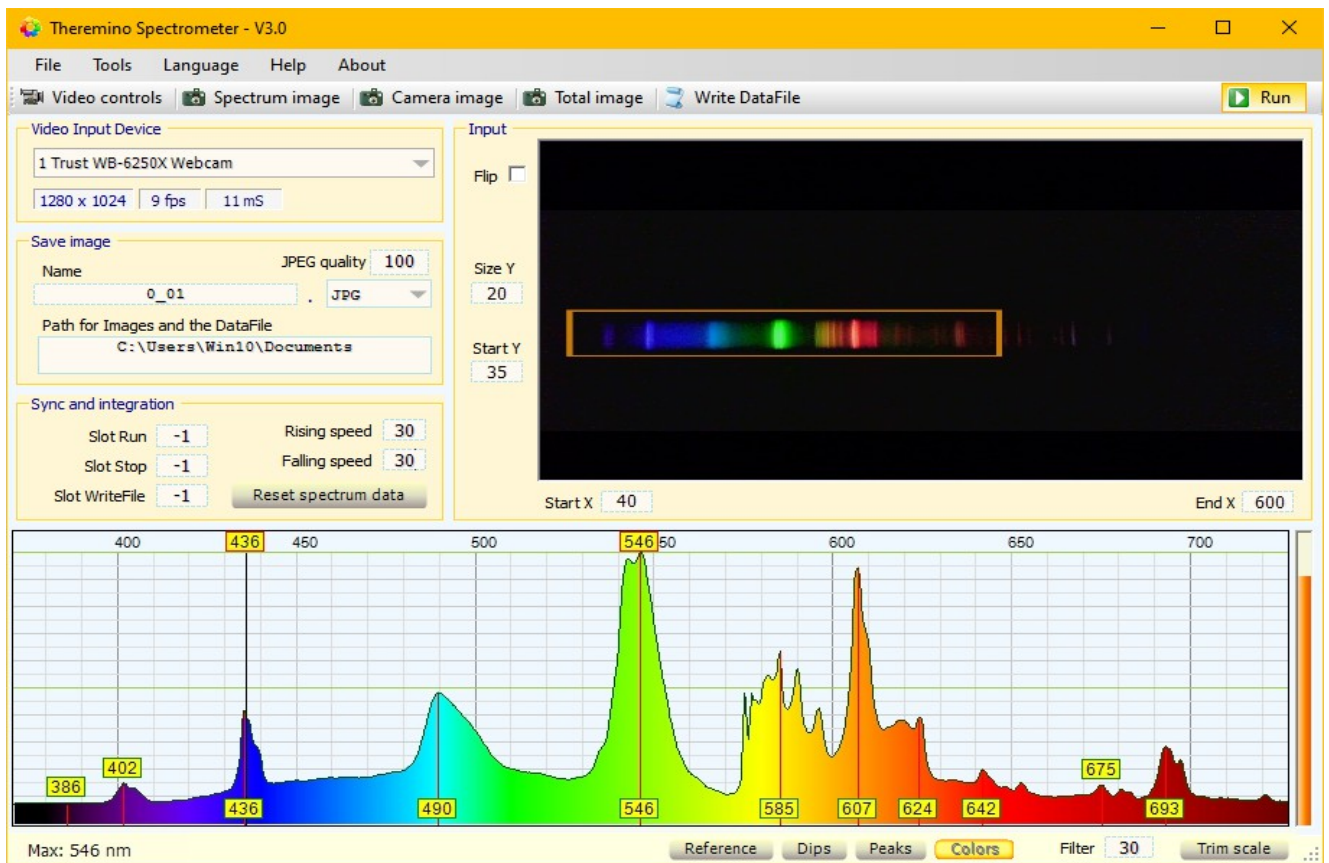 Theremino Spectrometer - V3.0
File Tools Language Help About
Video controls Spectrum image Camera image Total image Write DataFile Run
Video Input Device
1 Trust WB-6250X Webcam
1280 x 1024 9 fps 11 mS
Save image
Name JPEG quality 100
0_01 . JPG
Path for Images and the DataFile
C:\Users\Win10\Documents
Sync and integration
Slot Run -1 Rising speed 30
Slot Stop -1 Falling speed 30
Slot WriteFile -1 Reset spectrum data
Input
Flip
Size Y
20
Start Y
35
Start X 40 End X 600
400 436 450 500 546 50 600 650 700
402 675
386
436 490 546 585 607 624 642 693
Max: 546 nm Reference Dips Peaks Colors Filter 30 Trim scale